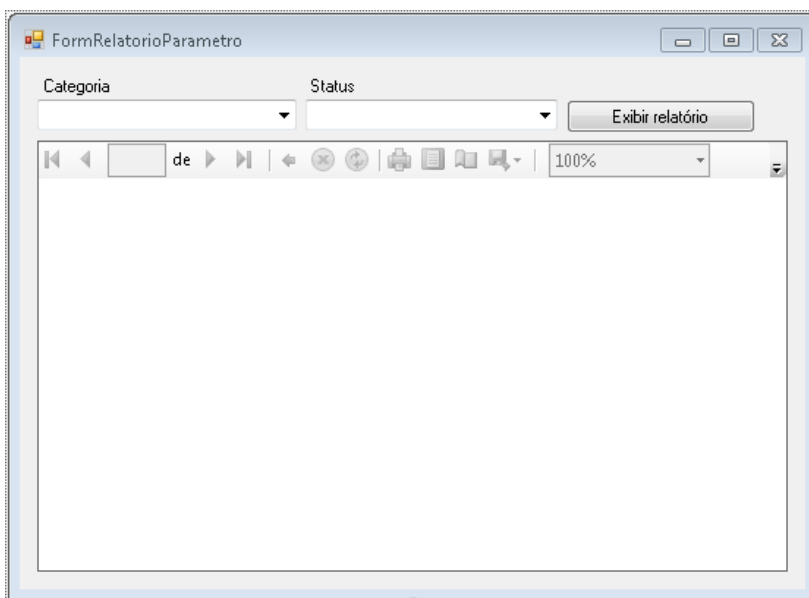 FormRelatorioParametro
Categoria
Status
Exibir relatório
de
100%